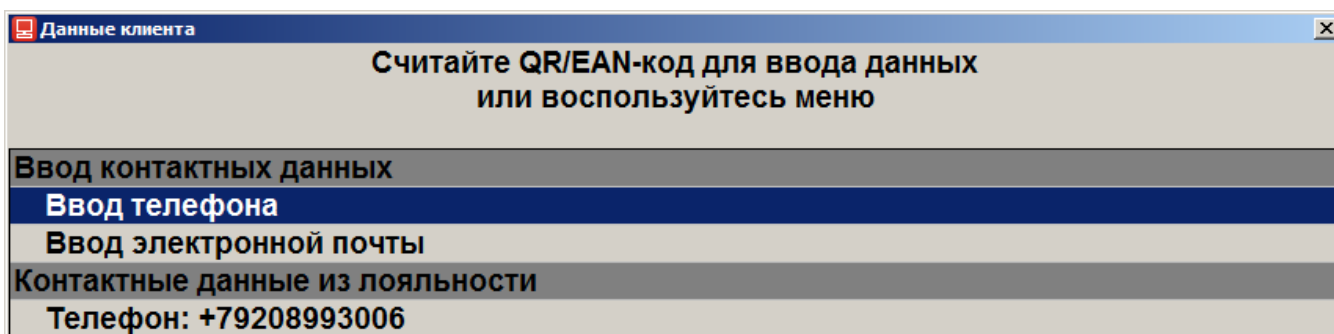 Данные клиента
Считайте QR/EAN-код для ввода данных
или воспользуйтесь меню
Ввод контактных данных
Ввод телефона
Ввод электронной почты
Контактные данные из лояльности
Телефон: +79208993006